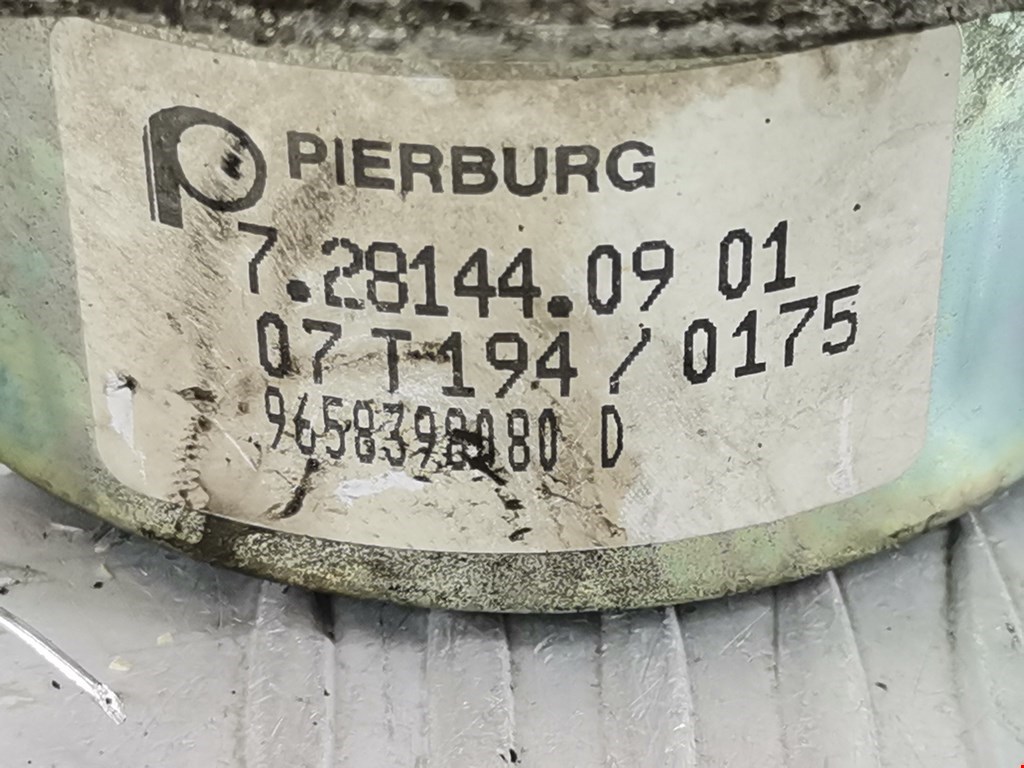 PIERBURG
7.28144.09 01
07 T 194 / 0175
9658398080 D